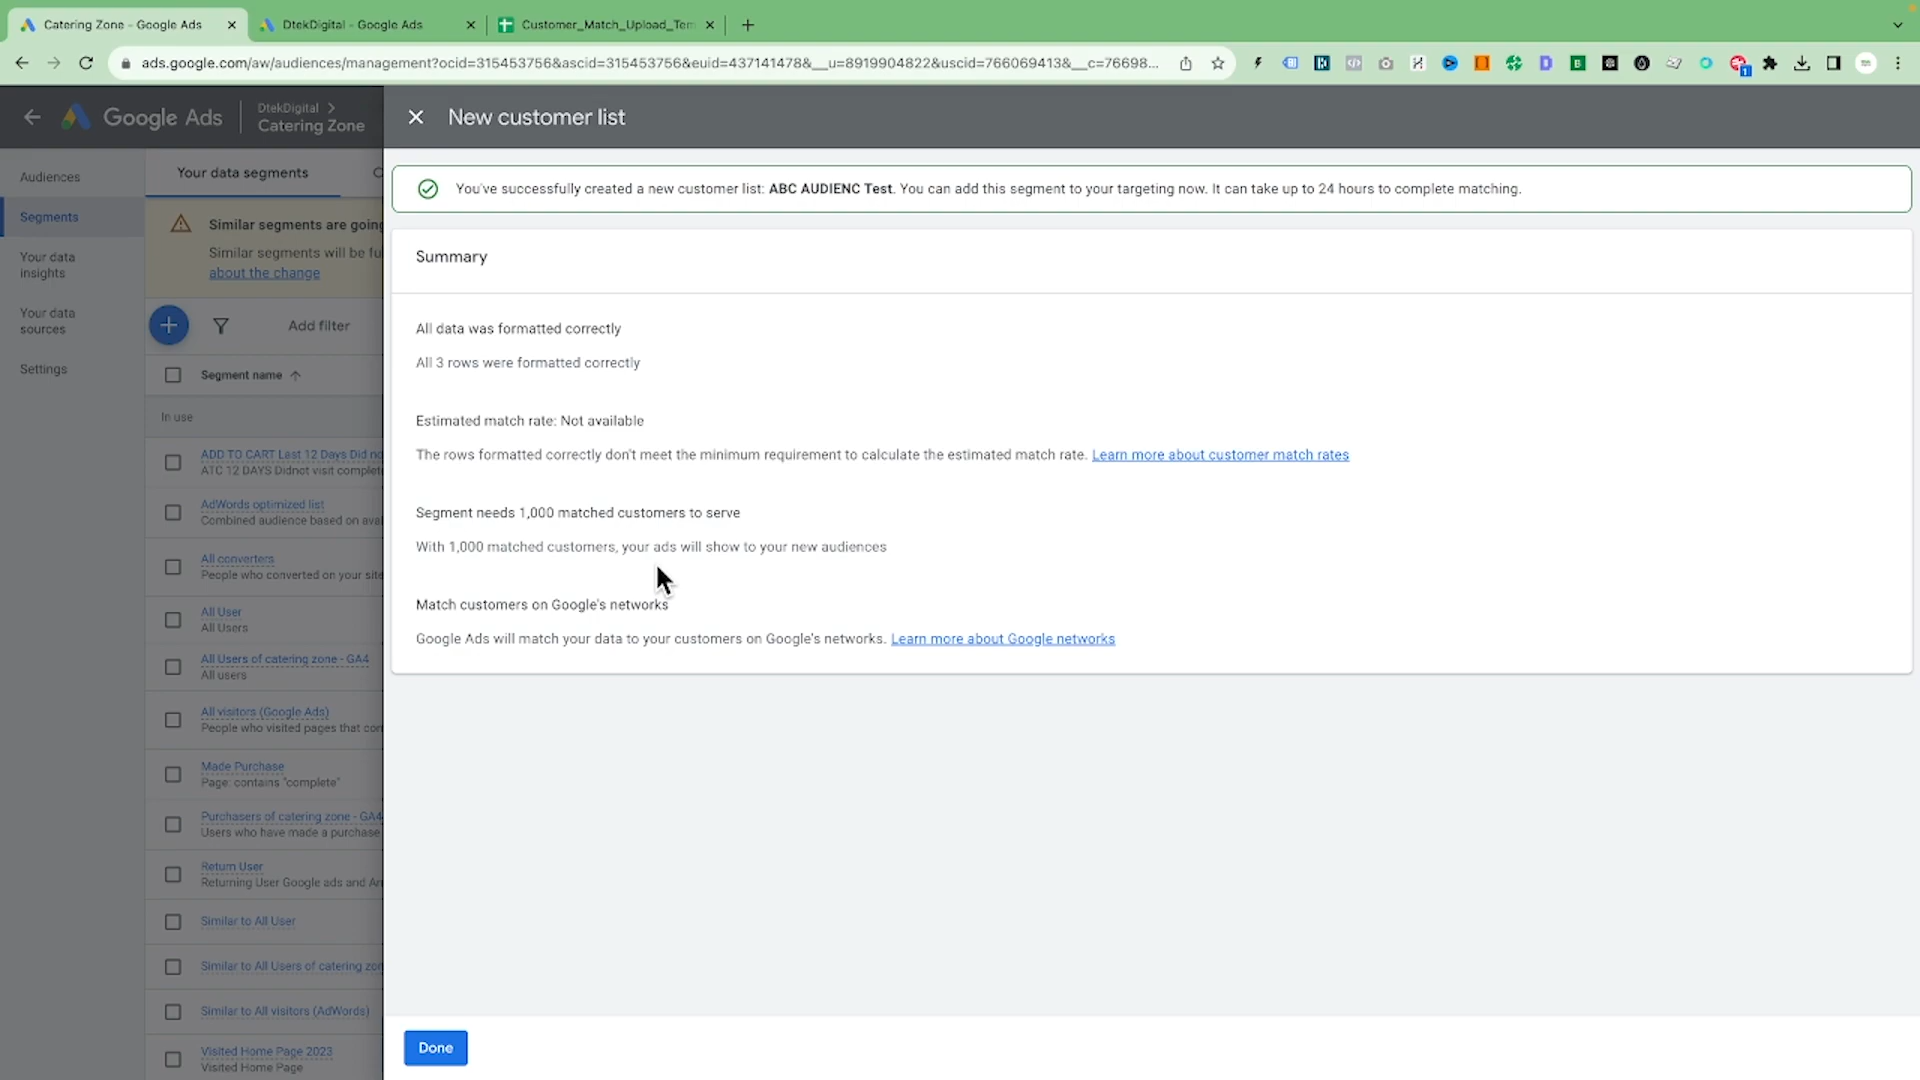 Catering Zone - Google Ads
DtekDigital - Google Ads
Customer_Match_Upload_Tem
ads.google.com/aw/audiences/management?ocid=315453756&ascid=315453756&euid=437141478&__u=8919904822&uscid=766069413&__c=76698...
Google Ads
DtekDigital
Catering Zone
New customer list
Audiences
Segments
Your data
insights
Your data
sources
Settings
Your data segments
Similar segments are going
Similar segments will be fu
about the change
Add filter
Segment name
In use
ADD TO CART Last 12 Days Did no
ATC 12 DAYS Didnot visit complet
AdWords optimized list
Combined audience based on avai
All converters
People who converted on your site
All User
All Users
All Users of catering zone - GA4
All users
All visitors (Google Ads)
People who visited pages that con
Made Purchase
Page: contains "complete"
Purchasers of catering zone - GA4
Users who have made a purchase
Return User
Returning User Google ads and An
Similar to All User
Similar to All Users of catering zon
Similar to All visitors (AdWords)
Visited Home Page 2023
Visited Home Page
You've successfully created a new customer list: ABC AUDIENC Test. You can add this segment to your targeting now. It can take up to 24 hours to complete matching.
Summary
All data was formatted correctly
All 3 rows were formatted correctly
Estimated match rate: Not available
The rows formatted correctly don't meet the minimum requirement to calculate the estimated match rate. Learn more about customer match rates
Segment needs 1,000 matched customers to serve
With 1,000 matched customers, your ads will show to your new audiences
Match customers on Google's networks
Google Ads will match your data to your customers on Google's networks. Learn more about Google networks
Done